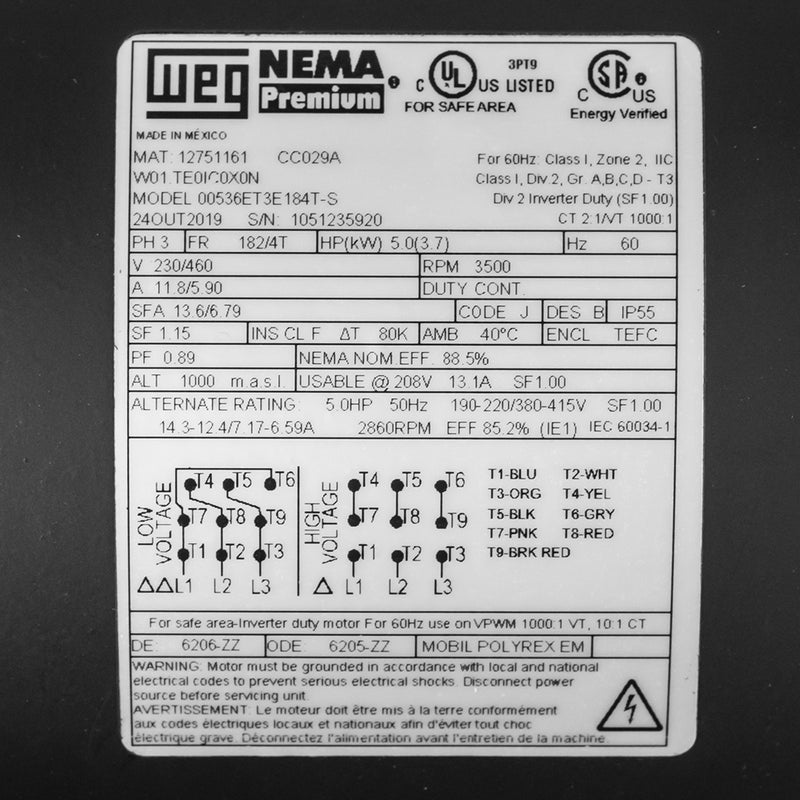 WEG NEMA Premium® C UL US LISTED 3PT9
FOR SAFE AREA
C SA® US
Energy Verified
MADE IN MÉXICO
MAT: 12751161 CC029A For 60Hz: Class I, Zone 2, IIC
W01.TE0IC0X0N Class I, Div.2, Gr. A,B,C,D - T3
MODEL 00536ET3E184T-S Div 2 Inverter Duty (SF1.00)
24OUT2019 S/N: 1051235920 CT 2:1/VT 1000:1
PH 3 FR 182/4T HP(kW) 5.0(3.7) Hz 60
V 230/460 RPM 3500
A 11.8/5.90 DUTY CONT.
SFA 13.6/6.79 CODE J DES B IP55
SF 1.15 INS CL F ΔT 80K AMB 40°C ENCL TEFC
PF 0.89 NEMA NOM EFF. 88.5%
ALT 1000 m.a.s.l. USABLE @ 208V 13.1A SF1.00
ALTERNATE RATING: 5.0HP 50Hz 190-220/380-415V SF1.00
14.3-12.4/7.17-6.59A 2860RPM EFF 85.2% (IE1) IEC 60034-1
LOW VOLTAGE
T4 T5 T6
T7 T8 T9
T1 T2 T3
ΔΔ L1 L2 L3
HIGH VOLTAGE
T4 T5 T6
T7 T8 T9
T1 T2 T3
Δ L1 L2 L3
T1-BLU T2-WHT
T3-ORG T4-YEL
T5-BLK T6-GRY
T7-PNK T8-RED
T9-BRK RED
For safe area-Inverter duty motor For 60Hz use on VPWM 1000:1 VT, 10:1 CT
DE: 6206-ZZ ODE 6205-ZZ MOBIL POLYREX EM
WARNING: Motor must be grounded in accordance with local and national
electrical codes to prevent serious electrical shocks. Disconnect power
source before servicing unit.
AVERTISSEMENT: Le moteur doit être mis à la terre conformément
aux codes électriques locaux et nationaux afin d'éviter tout choc
électrique grave. Déconnectez l'alimentation avant l'entretien de la machine.